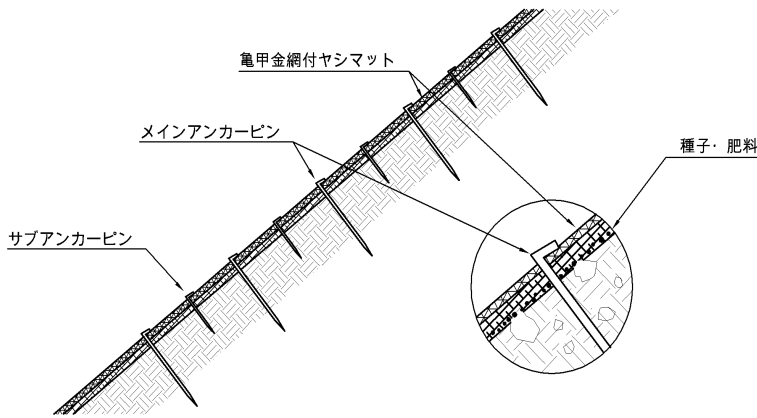 亀甲金網付ヤシマット
メインアンカーピン
種子・肥料
サブアンカーピン